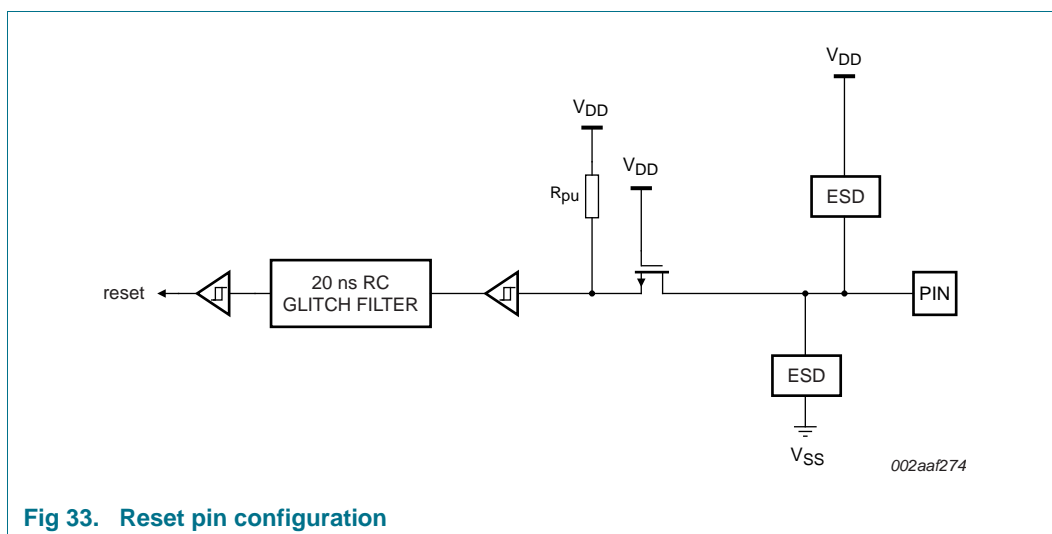 VDD
VDD
VDD
Rpu
ESD
reset
20 ns RC
GLITCH FILTER
PIN
ESD
VSS
002aaf274
Fig 33. Reset pin configuration